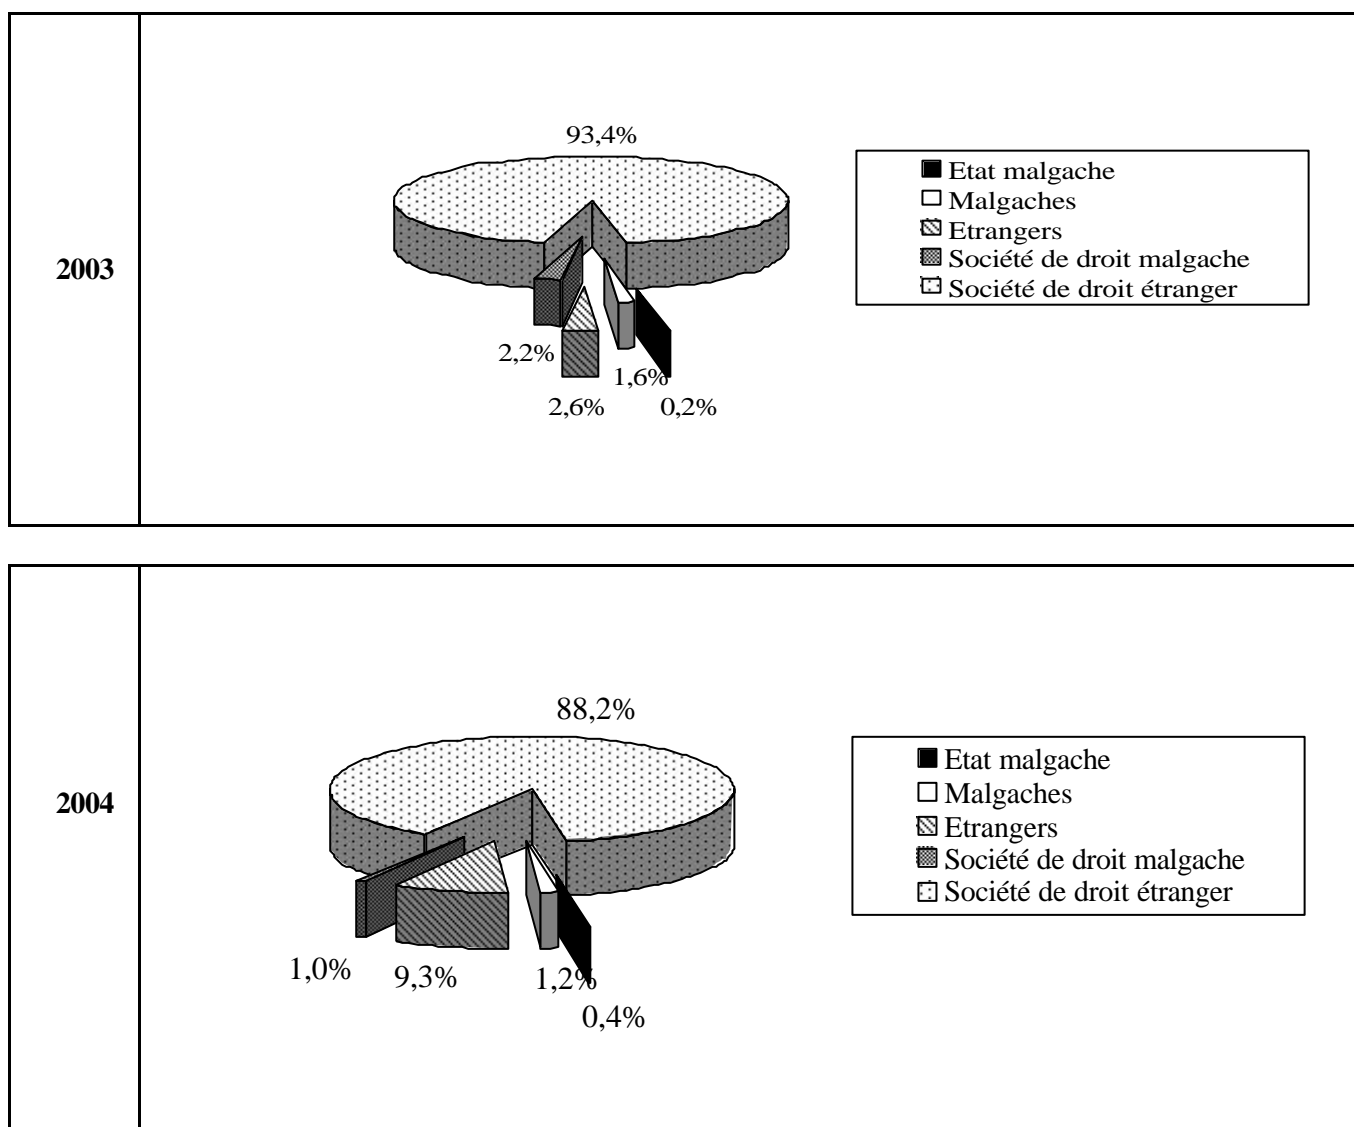 93,4%
Etat malgache
Malgaches
Etrangers
2003
Société de droit malgache
Société de droit étranger
2,2%
1,6%
2,6%
0,2%
88,2%
Etat malgache
Malgaches
2004
Etrangers
Société de droit malgache
Société de droit étranger
1,0%
9,3%
1,2%
0,4%